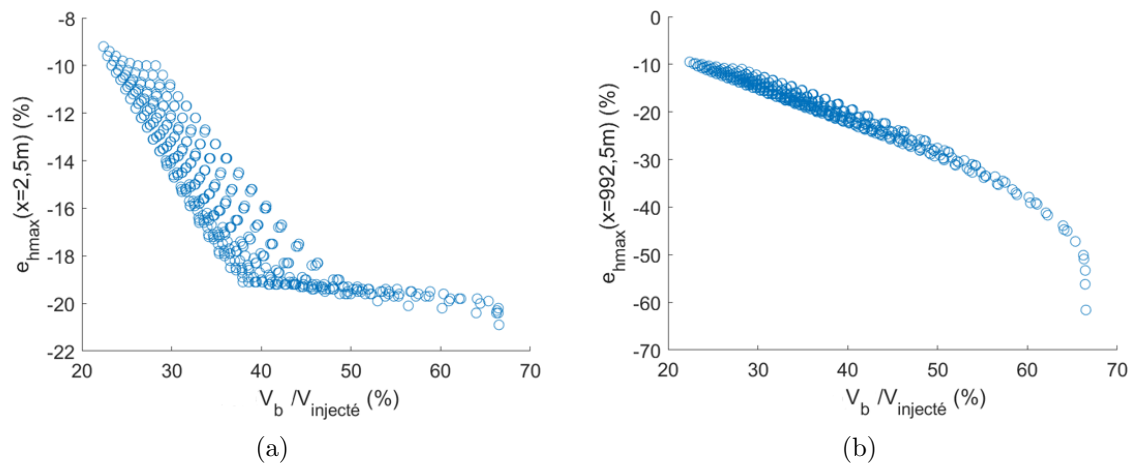 -8
-10
-12
-14
-16
-18
-20
-22
20 30 40 50 60 70
e_hmax(x=2,5m) (%)
V_b /V_injecté (%)
(a)
0
-10
-20
-30
-40
-50
-60
-70
20 30 40 50 60 70
e_hmax(x=992,5m) (%)
V_b /V_injecté (%)
(b)